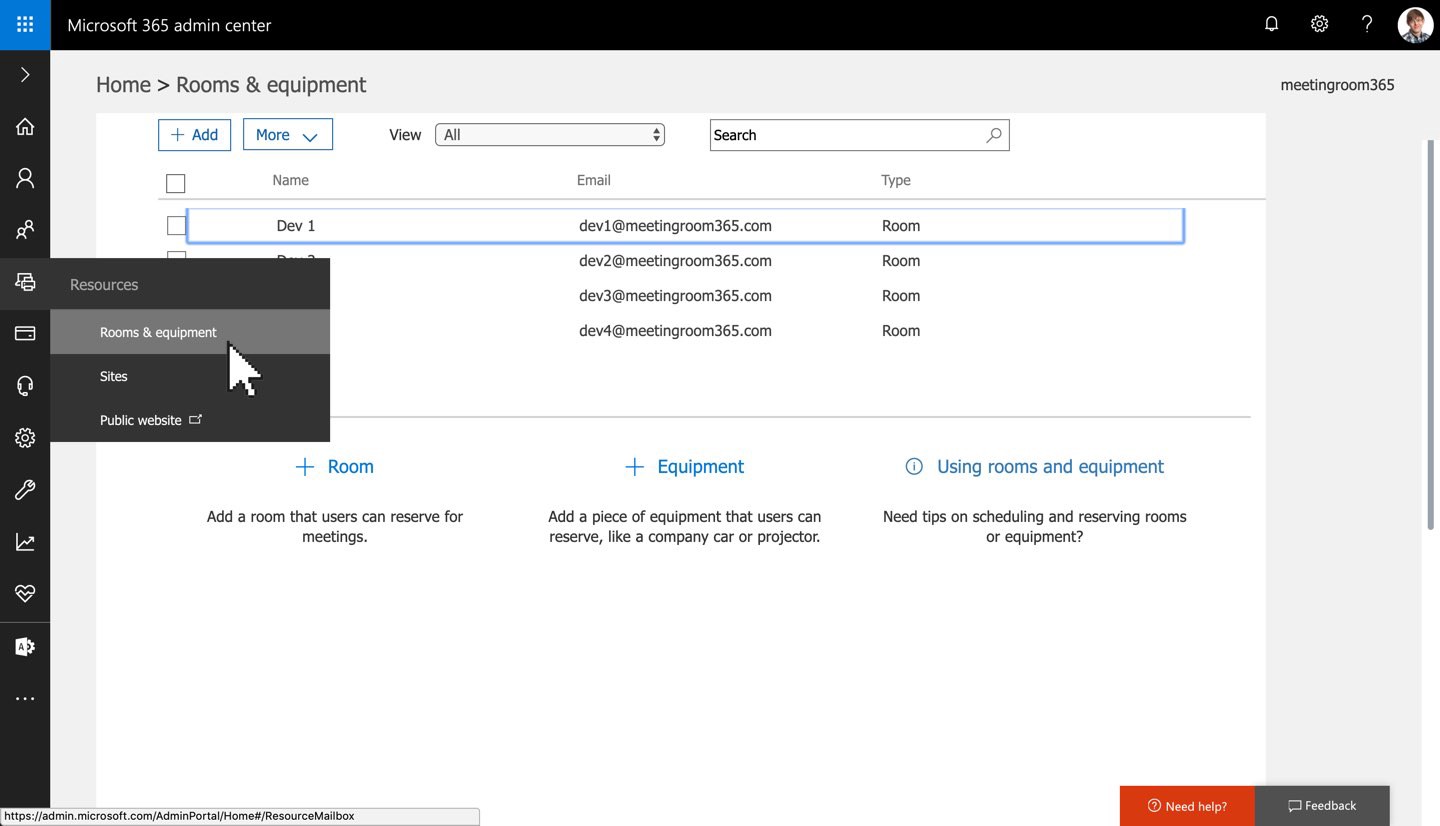 Microsoft 365 admin center
Home > Rooms & equipment
meetingroom365
+ Add
More
View
All
Search
Name Email Type
Dev 1 dev1@meetingroom365.com Room
dev2@meetingroom365.com Room
dev3@meetingroom365.com Room
dev4@meetingroom365.com Room
Resources
Rooms & equipment
Sites
Public website
+ Room
Add a room that users can reserve for
meetings.
+ Equipment
Add a piece of equipment that users can
reserve, like a company car or projector.
Using rooms and equipment
Need tips on scheduling and reserving rooms
or equipment?
https://admin.microsoft.com/AdminPortal/Home#/ResourceMailbox
Need help?
Feedback